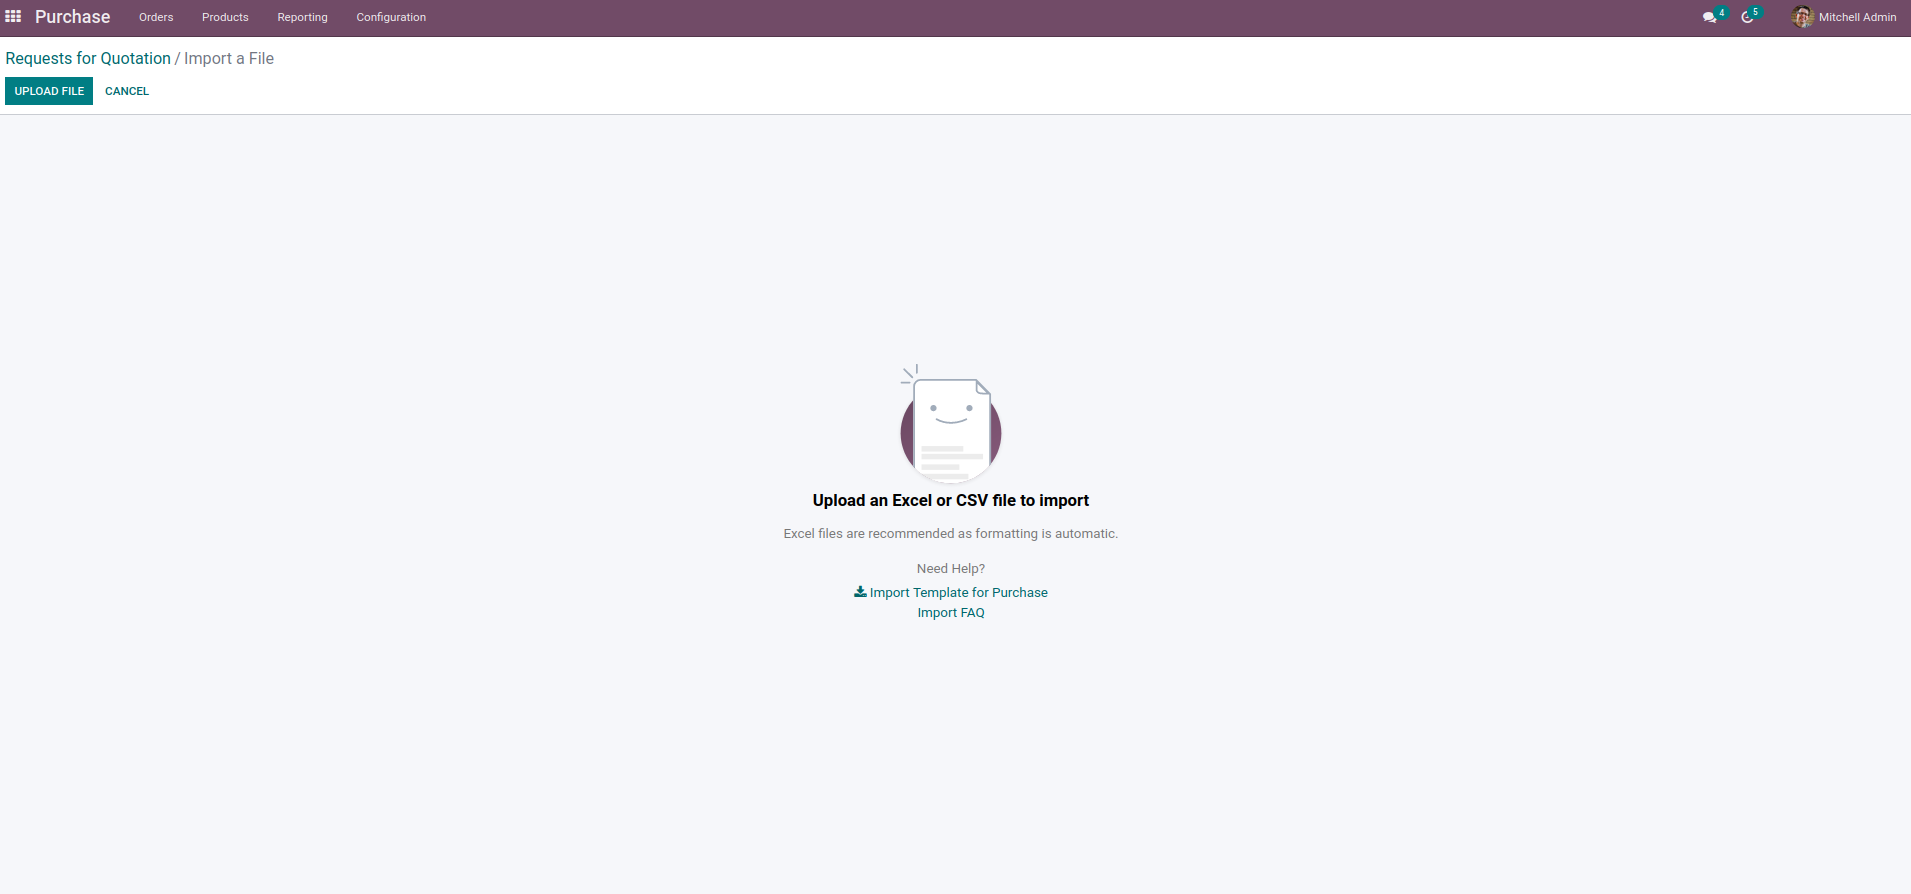 Purchase Orders Products Reporting Configuration 4 5 Mitchell Admin
Requests for Quotation / Import a File
UPLOAD FILE CANCEL
Upload an Excel or CSV file to import
Excel files are recommended as formatting is automatic.
Need Help?
Import Template for Purchase
Import FAQ